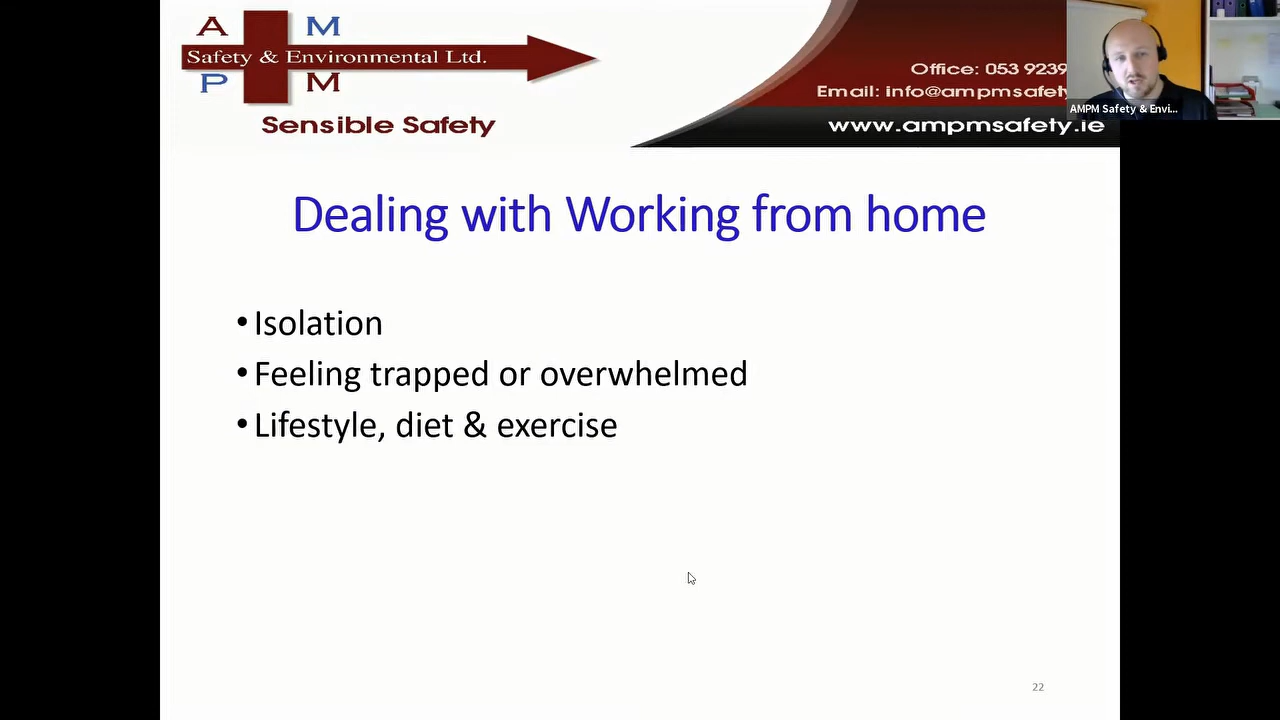 A M
Safety & Environmental Ltd.
P M
Sensible Safety
Office: 053 9239
Email: info@ampmsafety
www.ampmsafety.ie
AMPM Safety & Envi...
Dealing with Working from home
• Isolation
• Feeling trapped or overwhelmed
• Lifestyle, diet & exercise
22